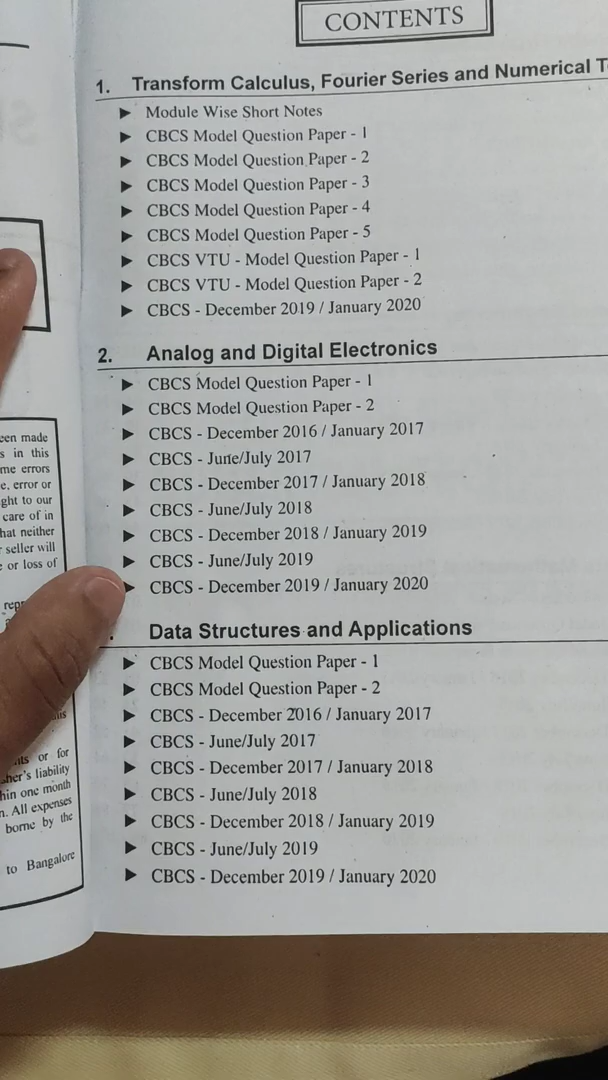 CONTENTS
1. Transform Calculus, Fourier Series and Numerical
► Module Wise Short Notes
► CBCS Model Question Paper - 1
► CBCS Model Question Paper - 2
► CBCS Model Question Paper - 3
► CBCS Model Question Paper - 4
► CBCS Model Question Paper - 5
► CBCS VTU - Model Question Paper - 1
► CBCS VTU - Model Question Paper - 2
► CBCS - December 2019 / January 2020
2. Analog and Digital Electronics
► CBCS Model Question Paper - 1
► CBCS Model Question Paper - 2
► CBCS - December 2016 / January 2017
► CBCS - June/July 2017
► CBCS - December 2017 / January 2018
► CBCS - June/July 2018
► CBCS - December 2018 / January 2019
► CBCS - June/July 2019
► CBCS - December 2019 / January 2020
Data Structures and Applications
► CBCS Model Question Paper - 1
► CBCS Model Question Paper - 2
► CBCS - December 2016 / January 2017
► CBCS - June/July 2017
► CBCS - December 2017 / January 2018
► CBCS - June/July 2018
► CBCS - December 2018 / January 2019
► CBCS - June/July 2019
► CBCS - December 2019 / January 2020
made
s in this
errors
error or
to our
care of in
neither
seller will
or loss of
or for
liability
one month
All expenses
borne by the
to Bangalore